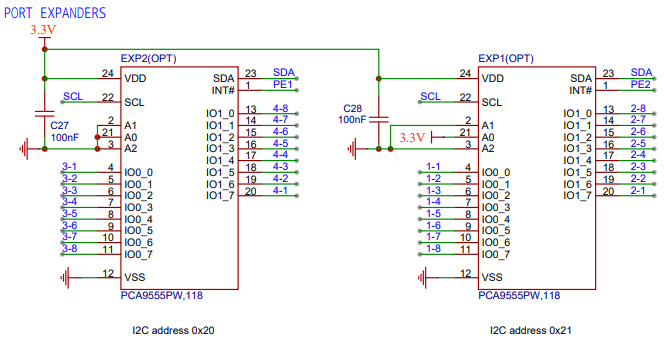 PORT EXPANDERS
3.3V
EXP2(OPT)
24 VDD SDA 23 SDA
INT# 1 PE1
SCL 22 SCL
C27
100nF
2 A1
21 A0
3 A2
IO1_0 13 4-8
IO1_1 14 4-7
IO1_2 15 4-6
IO1_3 16 4-5
IO1_4 17 4-4
IO1_5 18 4-3
IO1_6 19 4-2
IO1_7 20 4-1
3-1 4 IO0_0
3-2 5 IO0_1
3-3 6 IO0_2
3-4 7 IO0_3
3-5 8 IO0_4
3-6 9 IO0_5
3-7 10 IO0_6
3-8 11 IO0_7
12 VSS
PCA9555PW,118
I2C address 0x20
EXP1(OPT)
24 VDD SDA 23 SDA
INT# 1 PE2
SCL 22 SCL
C28
100nF
2 A1
3.3V 21 A0
3 A2
IO1_0 13 2-8
IO1_1 14 2-7
IO1_2 15 2-6
IO1_3 16 2-5
IO1_4 17 2-4
IO1_5 18 2-3
IO1_6 19 2-2
IO1_7 20 2-1
1-1 4 IO0_0
1-2 5 IO0_1
1-3 6 IO0_2
1-4 7 IO0_3
1-5 8 IO0_4
1-6 9 IO0_5
1-7 10 IO0_6
1-8 11 IO0_7
12 VSS
PCA9555PW,118
I2C address 0x21